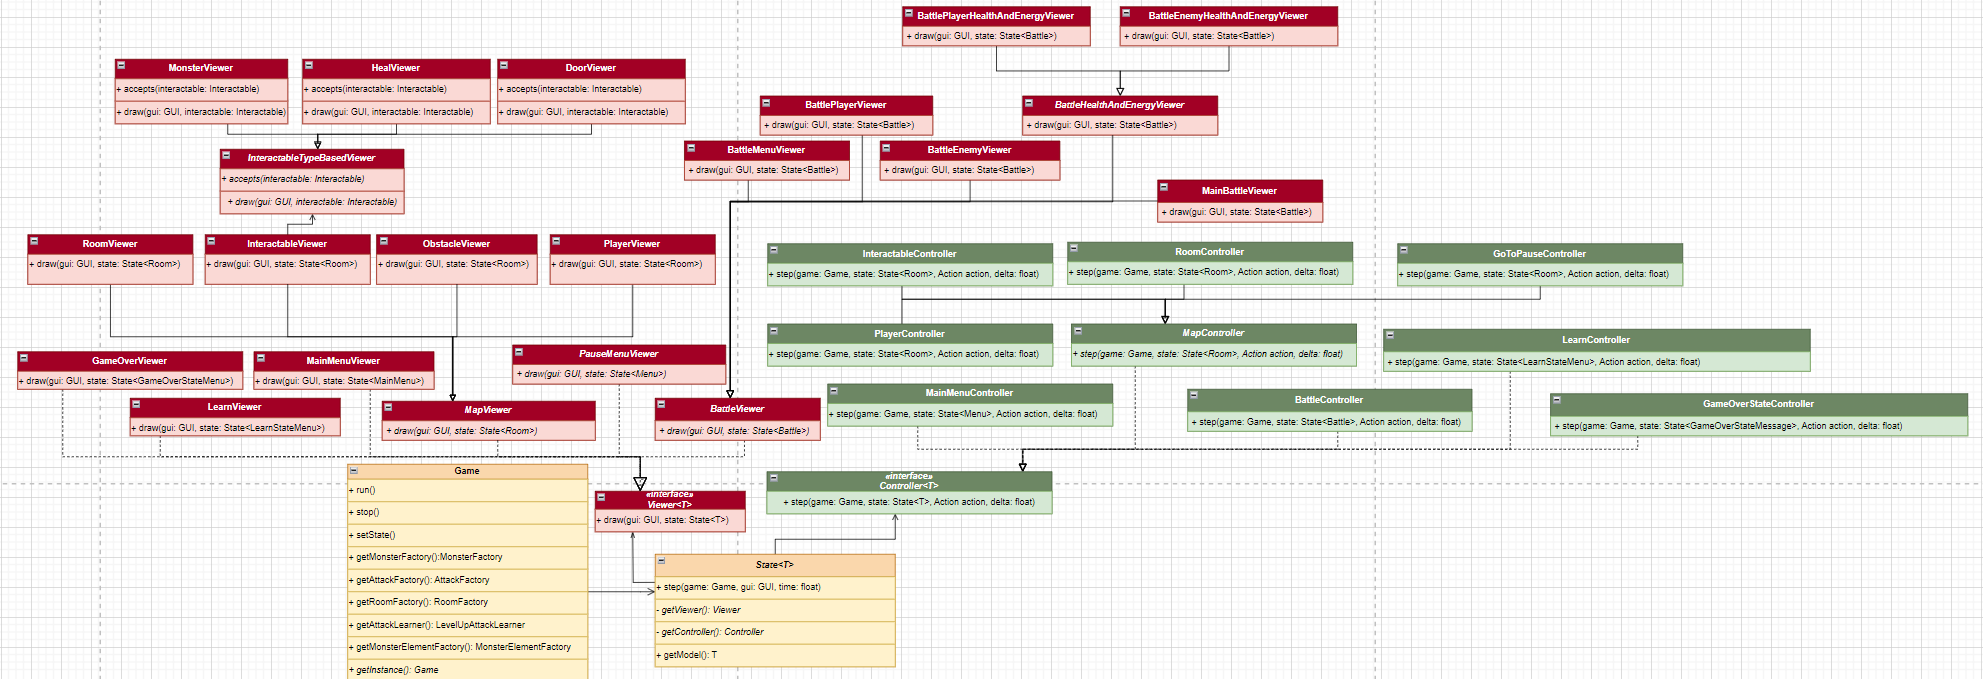 BattlePlayerHealthAndEnergyViewer
+ draw(gui: GUI, state: State<Battle>)
BattleEnemyHealthAndEnergyViewer
+ draw(gui: GUI, state: State<Battle>)
MonsterViewer
+ accepts(interactable: Interactable)
+ draw(gui: GUI, interactable: Interactable)
HealViewer
+ accepts(interactable: Interactable)
+ draw(gui: GUI, interactable: Interactable)
DoorViewer
+ accepts(interactable: Interactable)
+ draw(gui: GUI, interactable: Interactable)
BattlePlayerViewer
+ draw(gui: GUI, state: State<Battle>)
BattleHealthAndEnergyViewer
+ draw(gui: GUI, state: State<Battle>)
InteractableTypeBasedViewer
+ accepts(interactable: Interactable)
+ draw(gui: GUI, interactable: Interactable)
BattleMenuViewer
+ draw(gui: GUI, state: State<Battle>)
BattleEnemyViewer
+ draw(gui: GUI, state: State<Battle>)
MainBattleViewer
+ draw(gui: GUI, state: State<Battle>)
RoomViewer
+ draw(gui: GUI, state: State<Room>)
InteractableViewer
+ draw(gui: GUI, state: State<Room>)
ObstacleViewer
+ draw(gui: GUI, state: State<Room>)
PlayerViewer
+ draw(gui: GUI, state: State<Room>)
InteractableController
+ step(game: Game, state: State<Room>, Action action, delta: float)
RoomController
+ step(game: Game, state: State<Room>, Action action, delta: float)
GoToPauseController
+ step(game: Game, state: State<Room>, Action action, delta: float)
PlayerController
+ step(game: Game, state: State<Room>, Action action, delta: float)
MapController
+ step(game: Game, state: State<Room>, Action action, delta: float)
LearnController
+ step(game: Game, state: State<LearnStateMenu>, Action action, delta: float)
GameOverViewer
+ draw(gui: GUI, state: State<GameOverStateMenu>)
MainMenuViewer
+ draw(gui: GUI, state: State<MainMenu>)
PauseMenuViewer
+ draw(gui: GUI, state: State<Menu>)
LearnViewer
+ draw(gui: GUI, state: State<LearnStateMenu>)
MapViewer
+ draw(gui: GUI, state: State<Room>)
BattleViewer
+ draw(gui: GUI, state: State<Battle>)
MainMenuController
+ step(game: Game, state: State<Menu>, Action action, delta: float)
BattleController
+ step(game: Game, state: State<Battle>, Action action, delta: float)
GameOverStateController
+ step(game: Game, state: State<GameOverStateMessage>, Action action, delta: float)
Game
+ run()
+ stop()
+ setState()
+ getMonsterFactory():MonsterFactory
+ getAttackFactory(): AttackFactory
+ getRoomFactory(): RoomFactory
+ getAttackLearner(): LevelUpAttackLearner
+ getMonsterElementFactory(): MonsterElementFactory
+ getInstance(): Game
«interface»
Viewer<T>
+ draw(gui: GUI, state: State<T>)
«interface»
Controller<T>
+ step(game: Game, state: State<T>, Action action, delta: float)
State<T>
+ step(game: Game, gui: GUI, time: float)
- getViewer(): Viewer
- getController(): Controller
+ getModel(): T